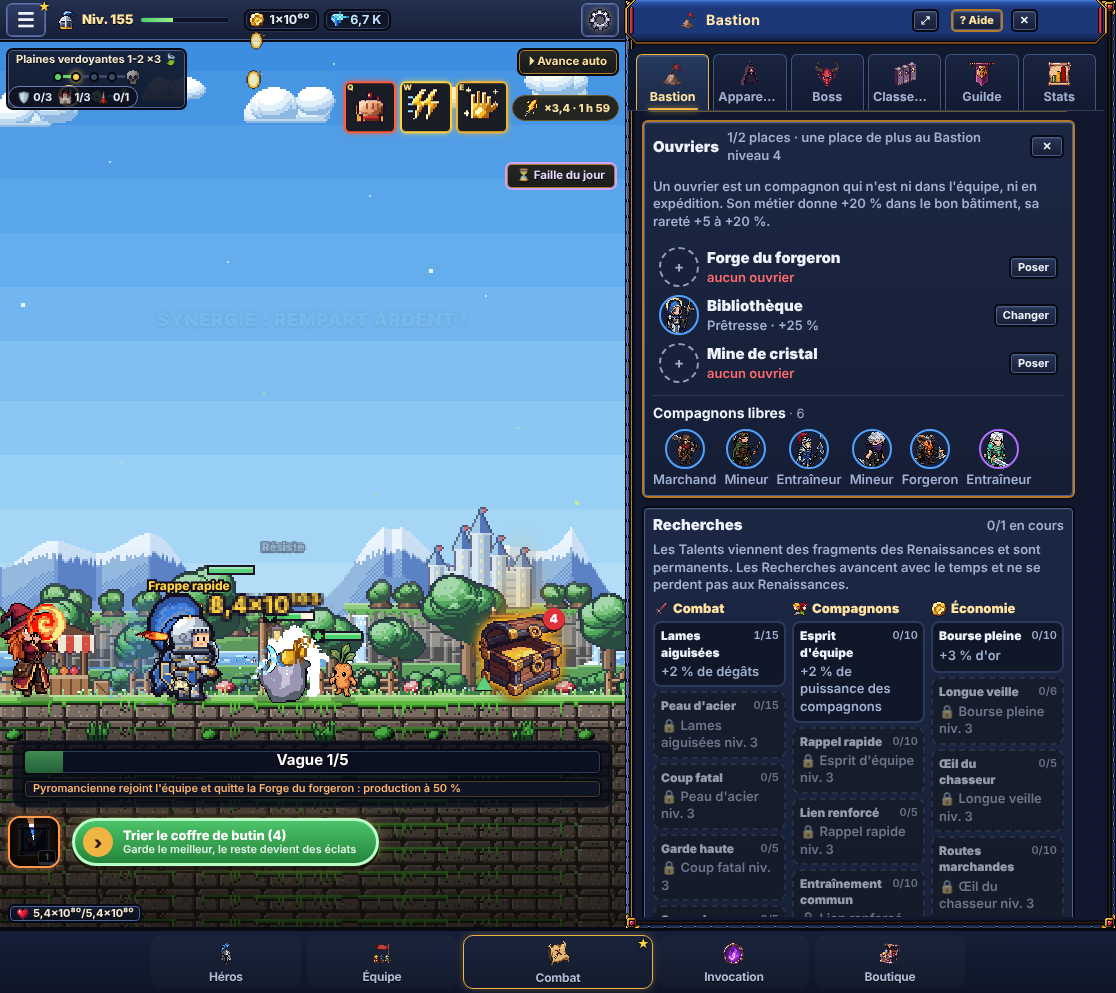 Niv. 155
1×10⁶⁰
6,7 K
Plaines verdoyantes 1-2 ×3
0/3
1/3
0/1
Avance auto
Q
W
E
×3,4 · 1 h 59
Faille du jour
SYNERGIE : REMPART ARDENT !
Résiste
Frappe rapide
4
Vague 1/5
Pyromancienne rejoint l'équipe et quitte la Forge du forgeron : production à 50 %
1
Trier le coffre de butin (4)
Garde le meilleur, le reste devient des éclats
5,4×10⁸⁰/5,4×10⁸⁰
Bastion
? Aide
Bastion
Appare…
Boss
Classe…
Guilde
Stats
Ouvriers
1/2 places · une place de plus au Bastion
niveau 4
Un ouvrier est un compagnon qui n'est ni dans l'équipe, ni en
expédition. Son métier donne +20 % dans le bon bâtiment, sa
rareté +5 à +20 %.
Forge du forgeron
aucun ouvrier
Poser
Bibliothèque
Prêtresse · +25 %
Changer
Mine de cristal
aucun ouvrier
Poser
Compagnons libres · 6
Marchand
Mineur
Entraîneur
Mineur
Forgeron
Entraîneur
Recherches
0/1 en cours
Les Talents viennent des fragments des Renaissances et sont
permanents. Les Recherches avancent avec le temps et ne se
perdent pas aux Renaissances.
Combat
Lames 1/15
aiguisées
+2 % de dégâts
Peau d'acier 0/15
Lames
aiguisées niv. 3
Coup fatal 0/5
Peau d'acier
niv. 3
Garde haute 0/5
Coup fatal niv.
3
Compagnons
Esprit 0/10
d'équipe
+2 % de
puissance des
compagnons
Rappel rapide 0/10
Esprit d'équipe
niv. 3
Lien renforcé 0/5
Rappel rapide
niv. 3
Entraînement 0/10
commun
Lien renforcé
Économie
Bourse pleine 0/10
+3 % d'or
Longue veille 0/6
Bourse pleine
niv. 3
Œil du 0/5
chasseur
Longue veille
niv. 3
Routes 0/10
marchandes
Œil du
chasseur niv. 3
Héros
Équipe
Combat
Invocation
Boutique